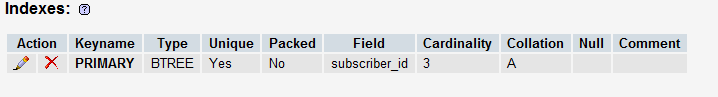 Indexes:
Action Keyname Type Unique Packed Field Cardinality Collation Null Comment
PRIMARY BTREE Yes No subscriber_id 3 A